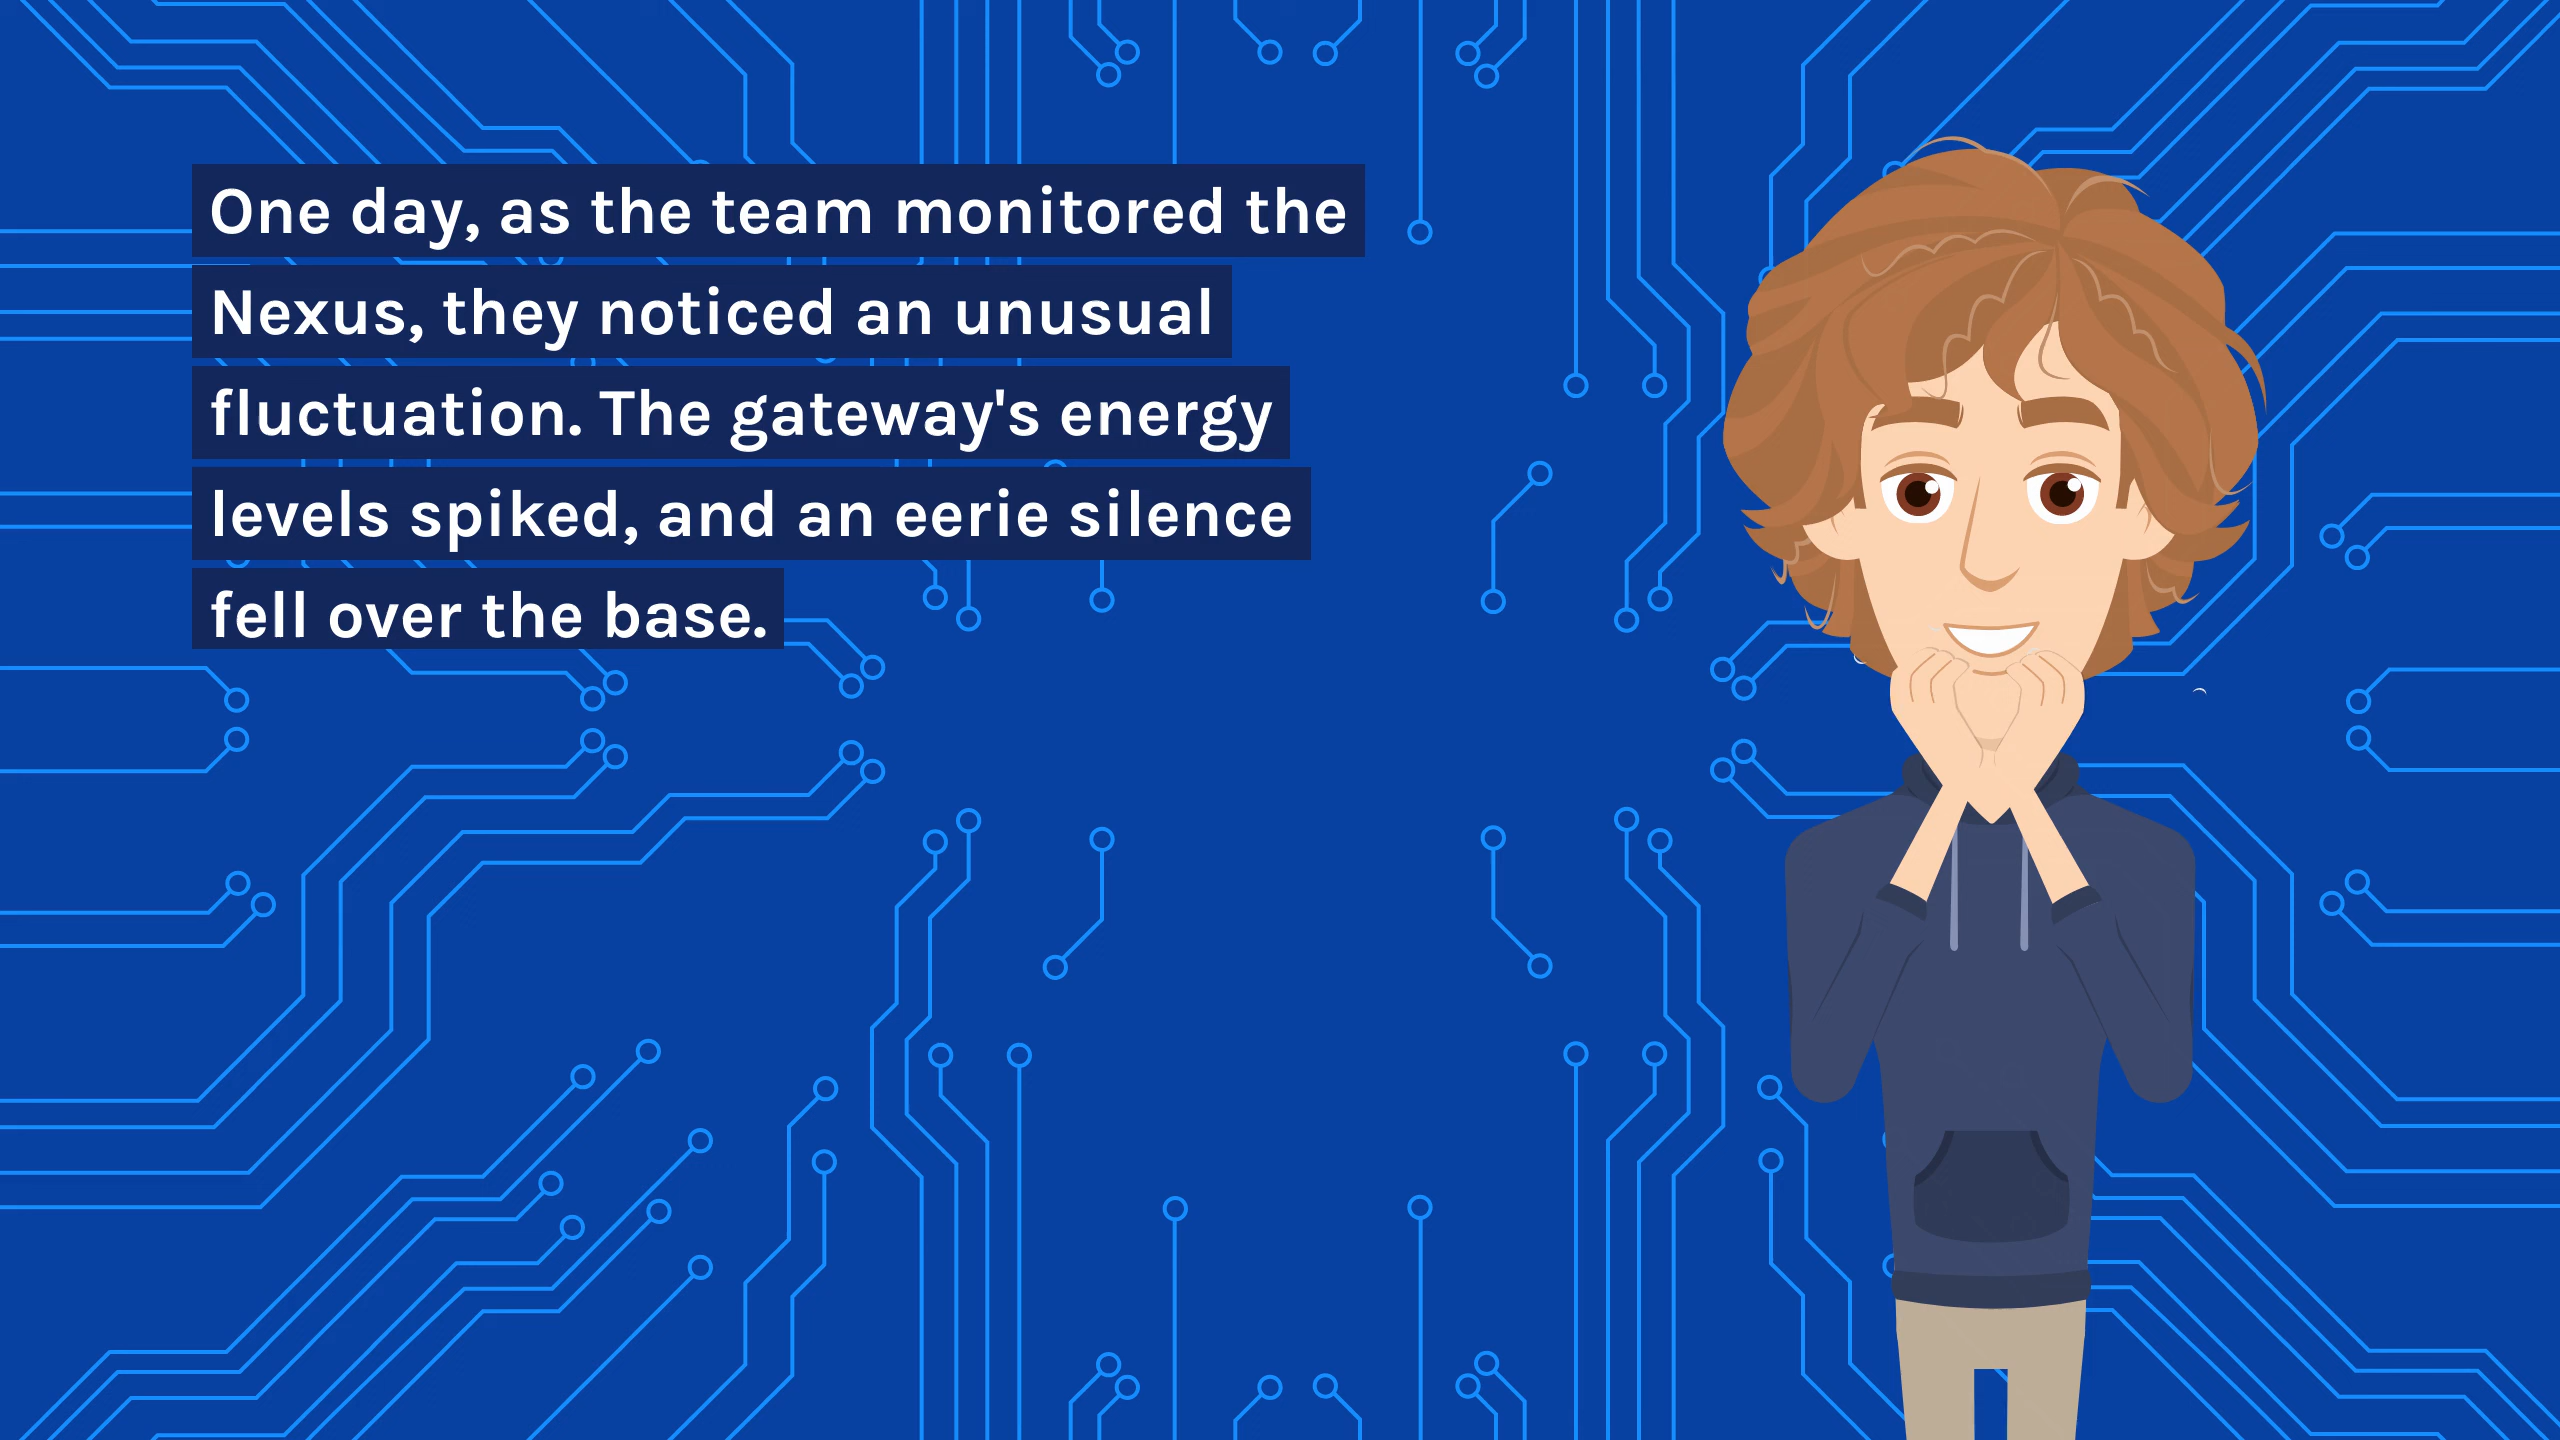 One day, as the team monitored the
Nexus, they noticed an unusual
fluctuation. The gateway's energy
levels spiked, and an eerie silence
fell over the base.